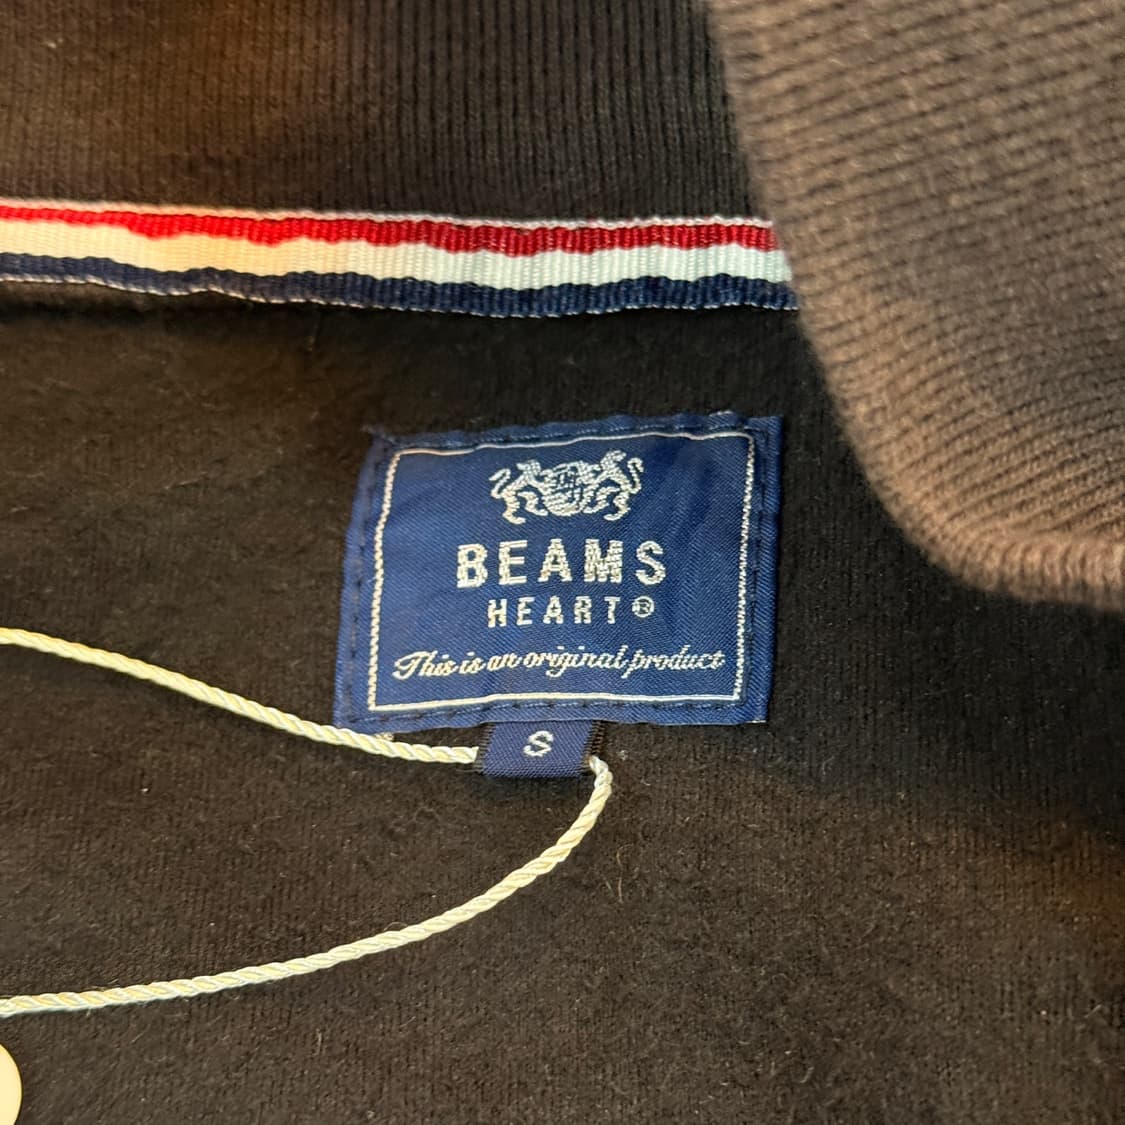 BEAMS
HEART®
This is an original product
S